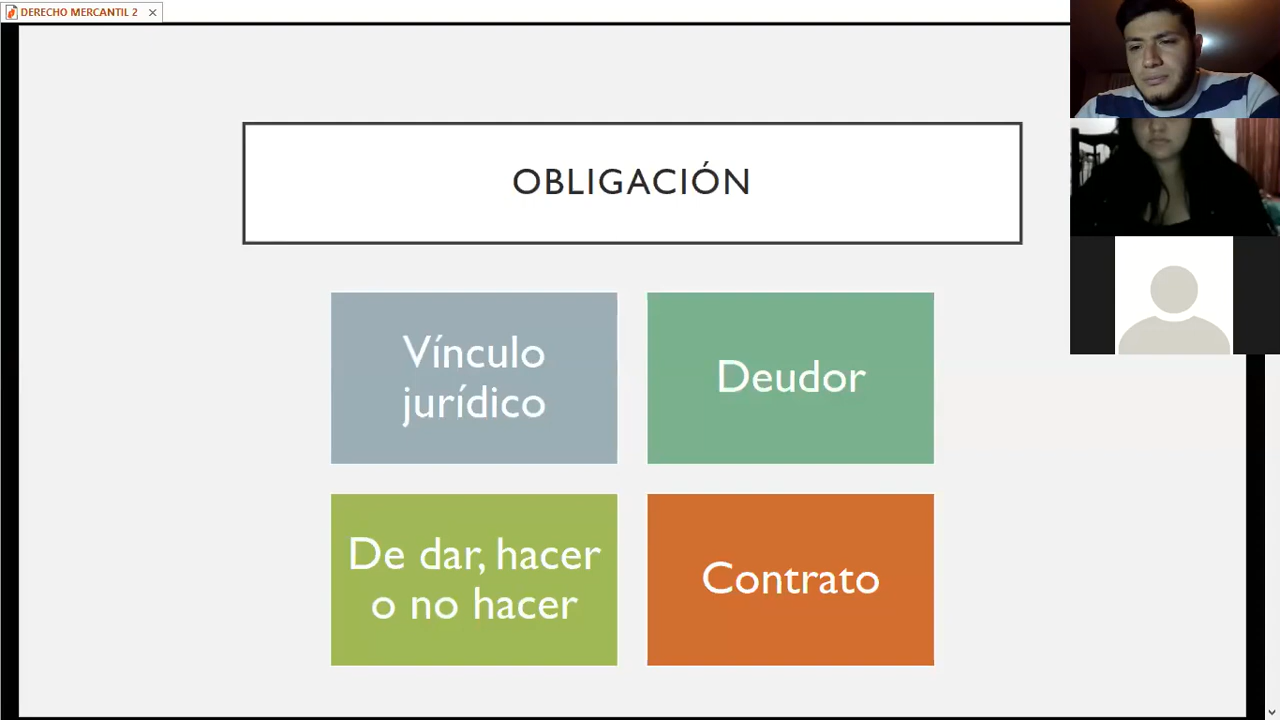 DERECHO MERCANTIL 2
OBLIGACIÓN
Vínculo
jurídico
Deudor
De dar, hacer
o no hacer
Contrato